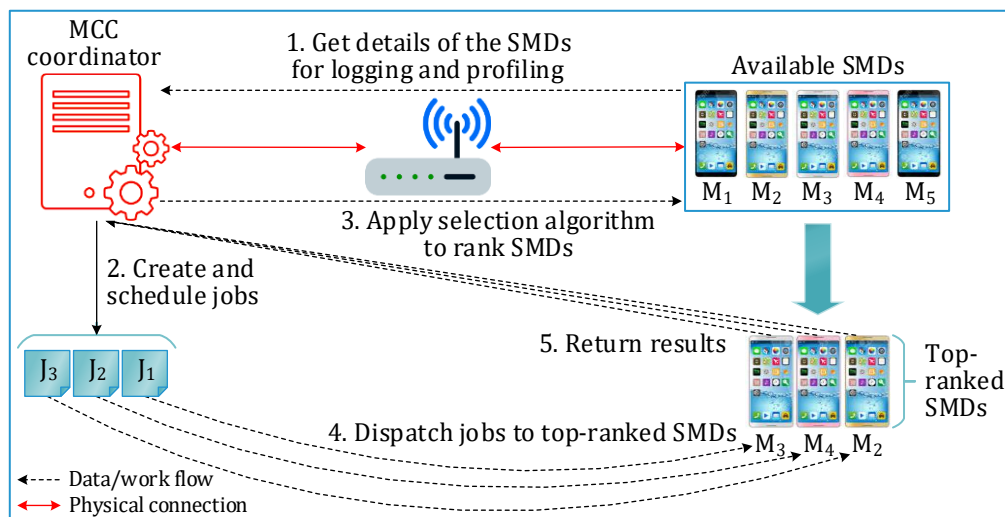 MCC
coordinator
1. Get details of the SMDs
for logging and profiling
Available SMDs
M₁ M₂ M₃ M₄ M₅
3. Apply selection algorithm
to rank SMDs
2. Create and
schedule jobs
5. Return results
Top-
ranked
SMDs
J₃ J₂ J₁
4. Dispatch jobs to top-ranked SMDs
M₃ M₄ M₂
Data/work flow
Physical connection